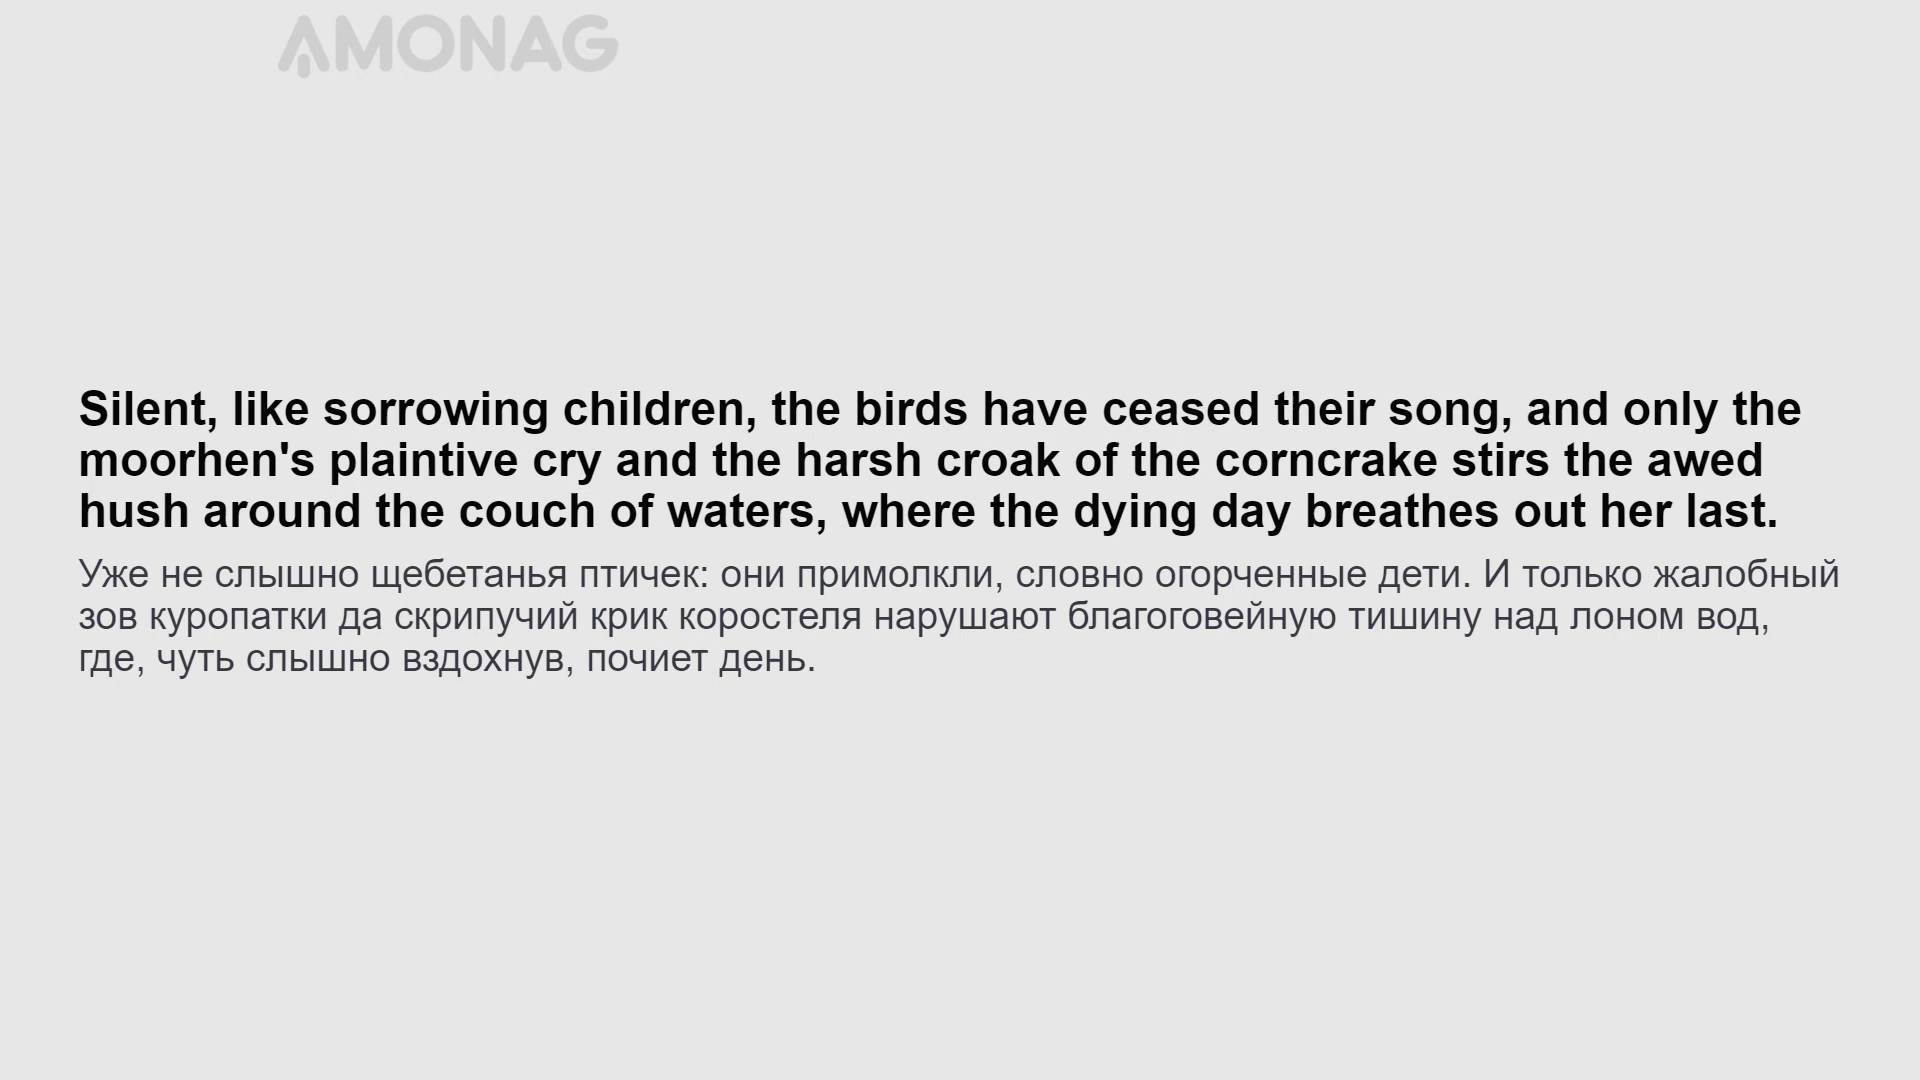 AMONAG
Silent, like sorrowing children, the birds have ceased their song, and only the
moorhen's plaintive cry and the harsh croak of the corncrake stirs the awed
hush around the couch of waters, where the dying day breathes out her last.
Уже не слышно щебетанья птичек: они примолкли, словно огорченные дети. И только жалобный
зов куропатки да скрипучий крик коростеля нарушают благоговейную тишину над лоном вод,
где, чуть слышно вздохнув, почиет день.